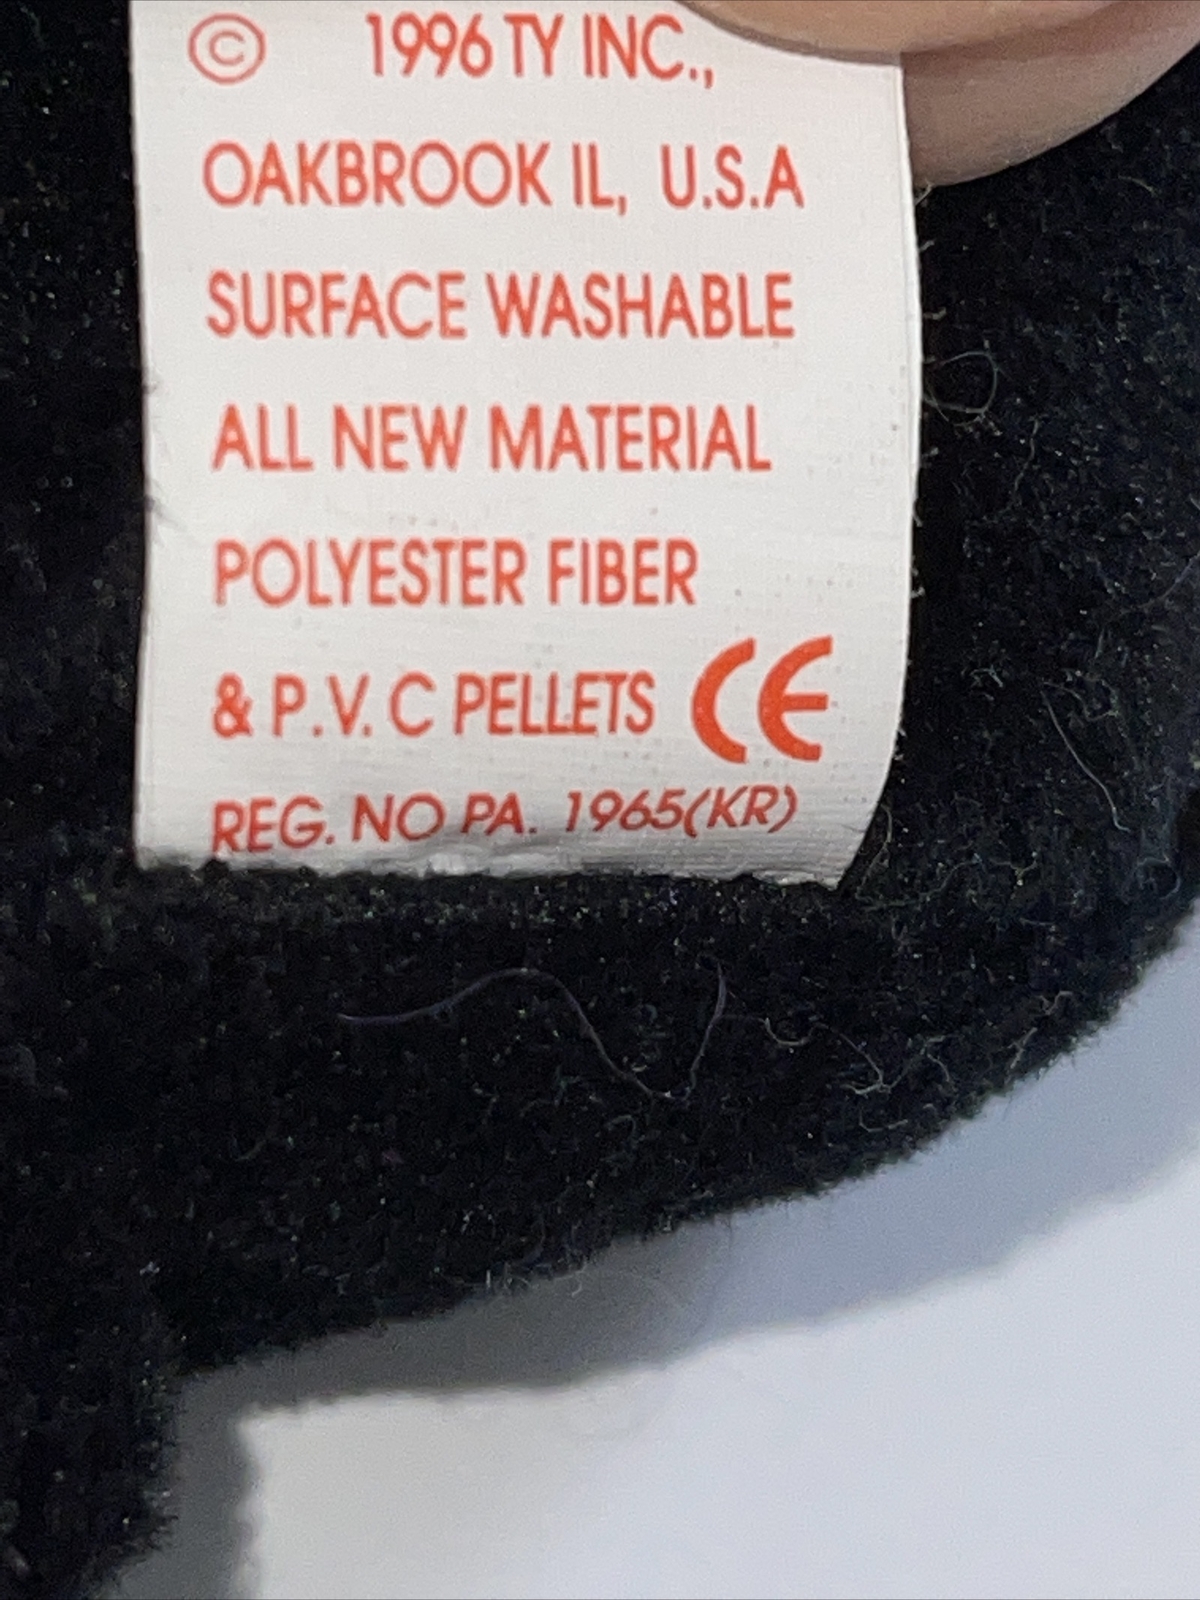 © 1996 TY INC.,
OAKBROOK IL, U.S.A
SURFACE WASHABLE
ALL NEW MATERIAL
POLYESTER FIBER
& P.V.C PELLETS CE
REG. NO PA. 1965(KR)